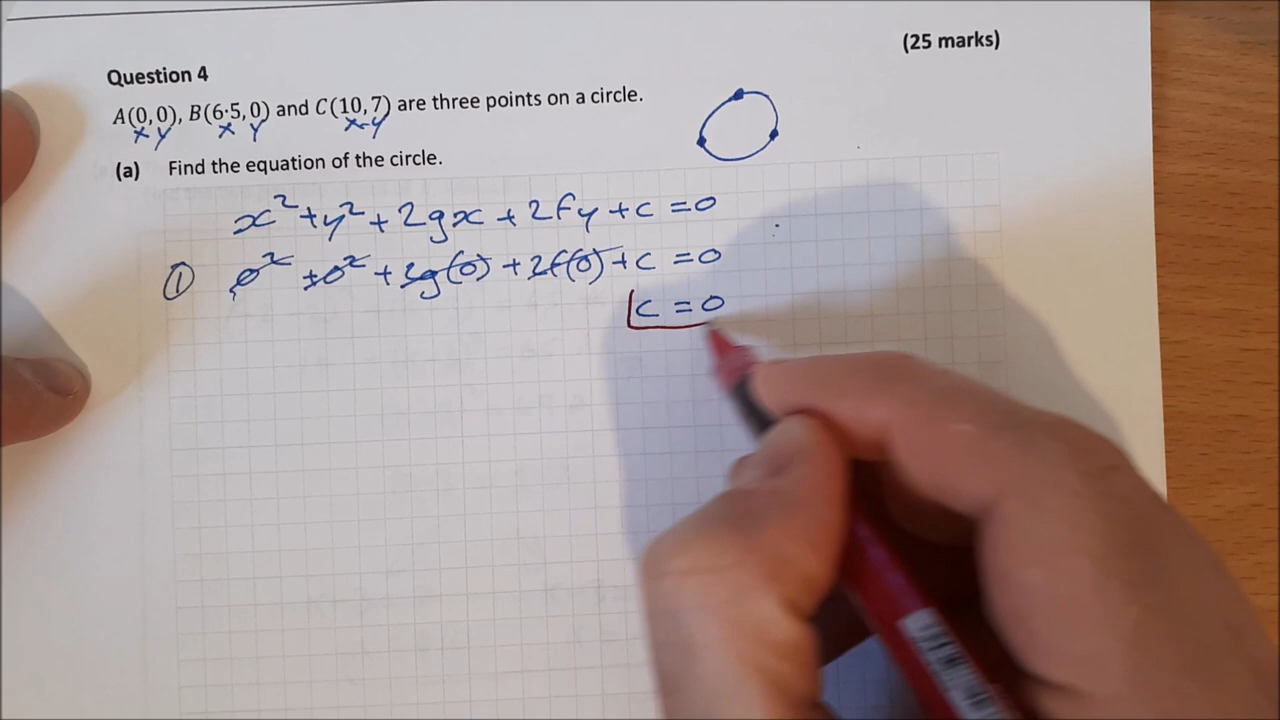 (25 marks)
Question 4
A(0,0), B(6·5,0) and C(10,7) are three points on a circle.
x y x y x y
(a) Find the equation of the circle.
x² + y² + 2gx + 2fy + c = 0
① 0² + 0² + 2g(0) + 2f(0) + c = 0
c = 0